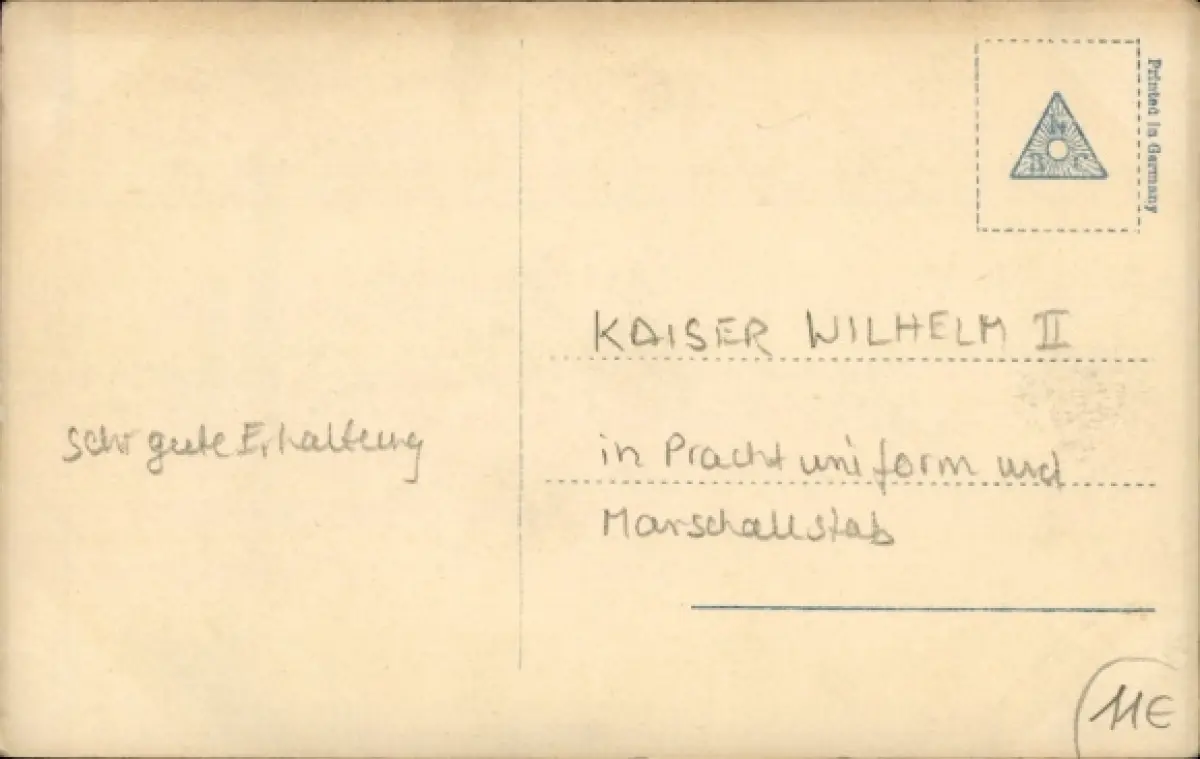 Printed in Germany
KAISER WILHELM II
sehr gute Erhaltung
in Prachtuniform und
Marschallstab
11€